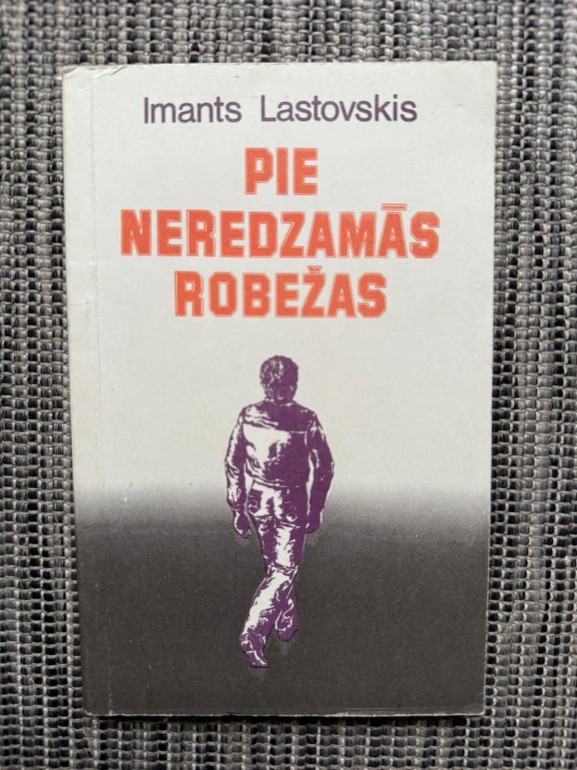 Imants Lastovskis
PIE
NEREDZAMĀS
ROBEŽAS